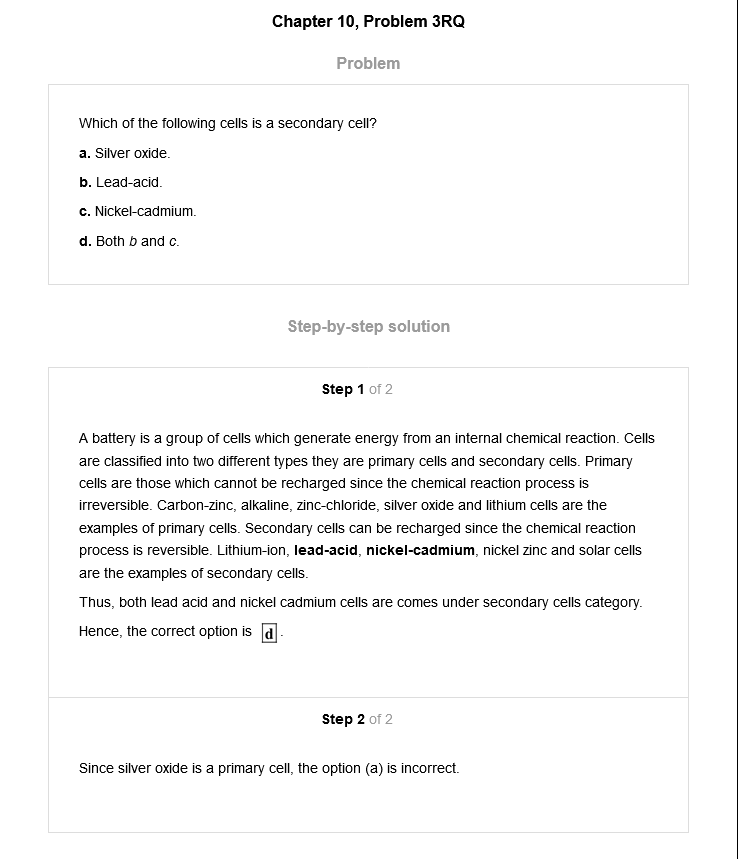 Chapter 10, Problem 3RQ
Problem
Which of the following cells is a secondary cell?
a. Silver oxide.
b. Lead-acid.
c. Nickel-cadmium.
d. Both b and c.
Step-by-step solution
Step 1 of 2
A battery is a group of cells which generate energy from an internal chemical reaction. Cells
are classified into two different types they are primary cells and secondary cells. Primary
cells are those which cannot be recharged since the chemical reaction process is
irreversible. Carbon-zinc, alkaline, zinc-chloride, silver oxide and lithium cells are the
examples of primary cells. Secondary cells can be recharged since the chemical reaction
process is reversible. Lithium-ion, lead-acid, nickel-cadmium, nickel zinc and solar cells
are the examples of secondary cells.
Thus, both lead acid and nickel cadmium cells are comes under secondary cells category.
Hence, the correct option is d.
Step 2 of 2
Since silver oxide is a primary cell, the option (a) is incorrect.